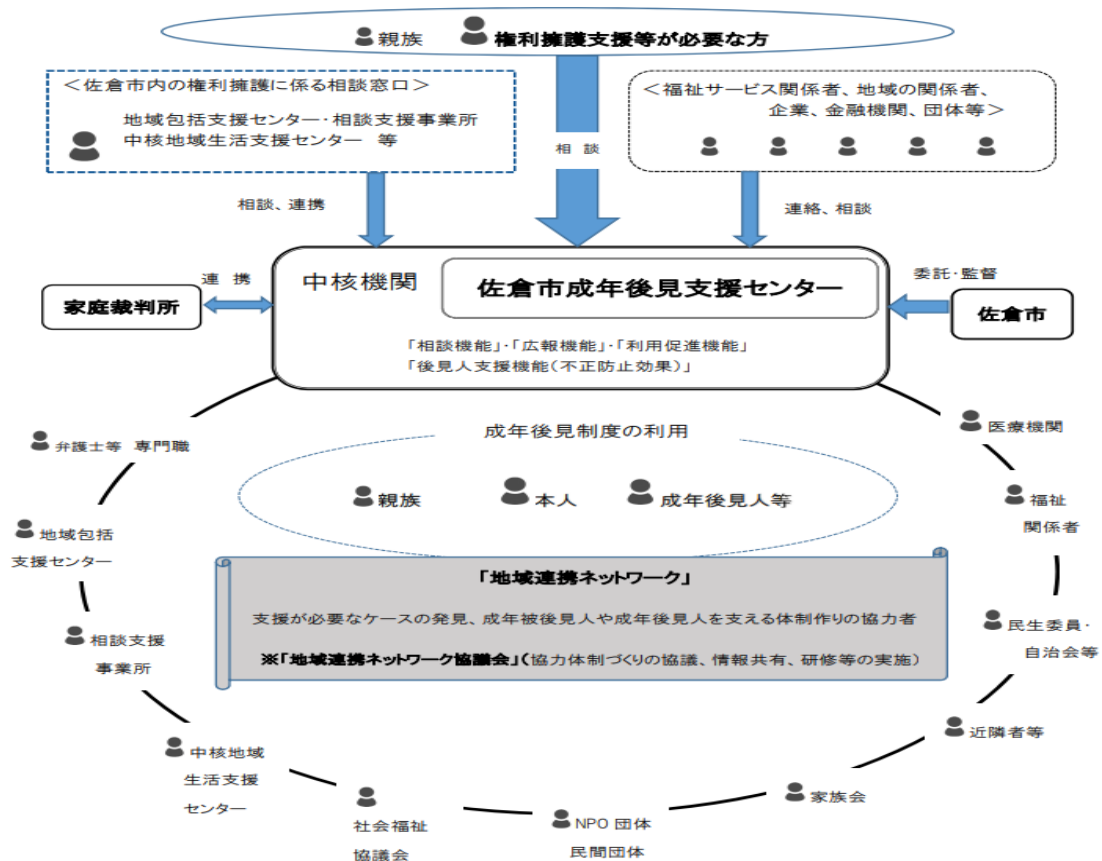 親族 権利擁護支援等が必要な方
＜佐倉市内の権利擁護に係る相談窓口＞
地域包括支援センター・相談支援事業所
中核地域生活支援センター 等
相 談
＜福祉サービス関係者、地域の関係者、
企業、金融機関、団体等＞
相談、連携
連絡、相談
中核機関
佐倉市成年後見支援センター
「相談機能」・「広報機能」・「利用促進機能」
「後見人支援機能（不正防止効果）」
連 携
家庭裁判所
委託・監督
佐倉市
成年後見制度の利用
親族 本人 成年後見人等
「地域連携ネットワーク」
支援が必要なケースの発見、成年被後見人や成年後見人を支える体制作りの協力者
※「地域連携ネットワーク協議会」（協力体制づくりの協議、情報共有、研修等の実施）
弁護士等 専門職
地域包括
支援センター
相談支援
事業所
中核地域
生活支援
センター
社会福祉
協議会
NPO 団体
民間団体
家族会
近隣者等
民生委員・
自治会等
福祉
関係者
医療機関